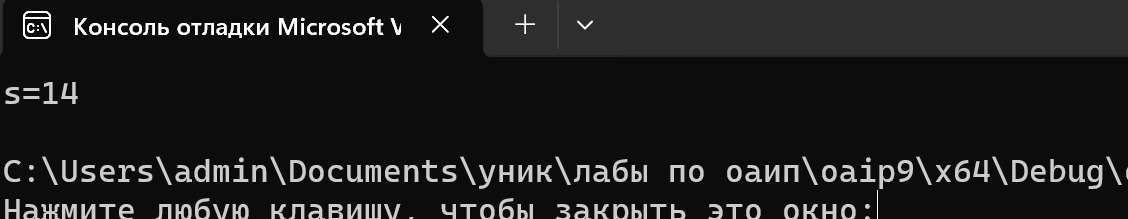 Консоль отладки Microsoft V
s=14
C:\Users\admin\Documents\уник\лабы по оаип\oaip9\x64\Debug\
Нажмите любую клавишу, чтобы закрыть это окно: